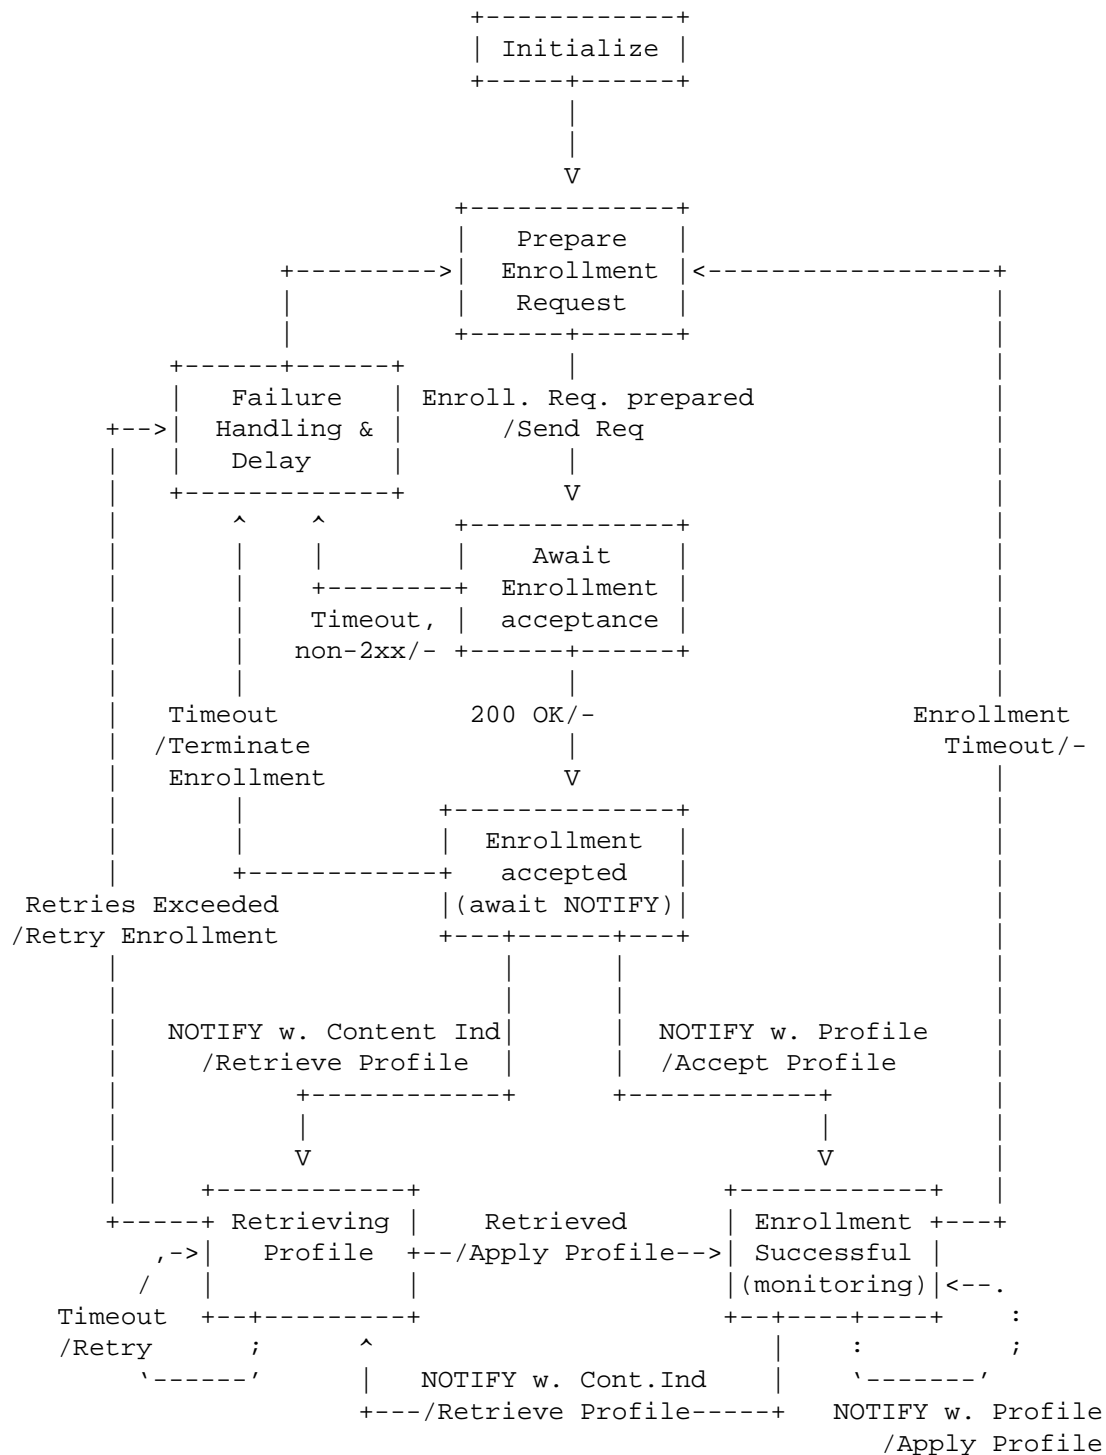 Initialize
Prepare
Enrollment
Request
Failure
Handling &
Delay
Enroll. Req. prepared
/Send Req
Await
Enrollment
acceptance
Timeout,
non-2xx/-
Timeout
/Terminate
Enrollment
200 OK/-
Enrollment
Timeout/-
Enrollment
accepted
(await NOTIFY)
Retries Exceeded
/Retry Enrollment
NOTIFY w. Content Ind
/Retrieve Profile
NOTIFY w. Profile
/Accept Profile
Retrieving
Profile
Retrieved
/Apply Profile
Enrollment
Successful
(monitoring)
Timeout
/Retry
NOTIFY w. Cont.Ind
/Retrieve Profile
NOTIFY w. Profile
/Apply Profile